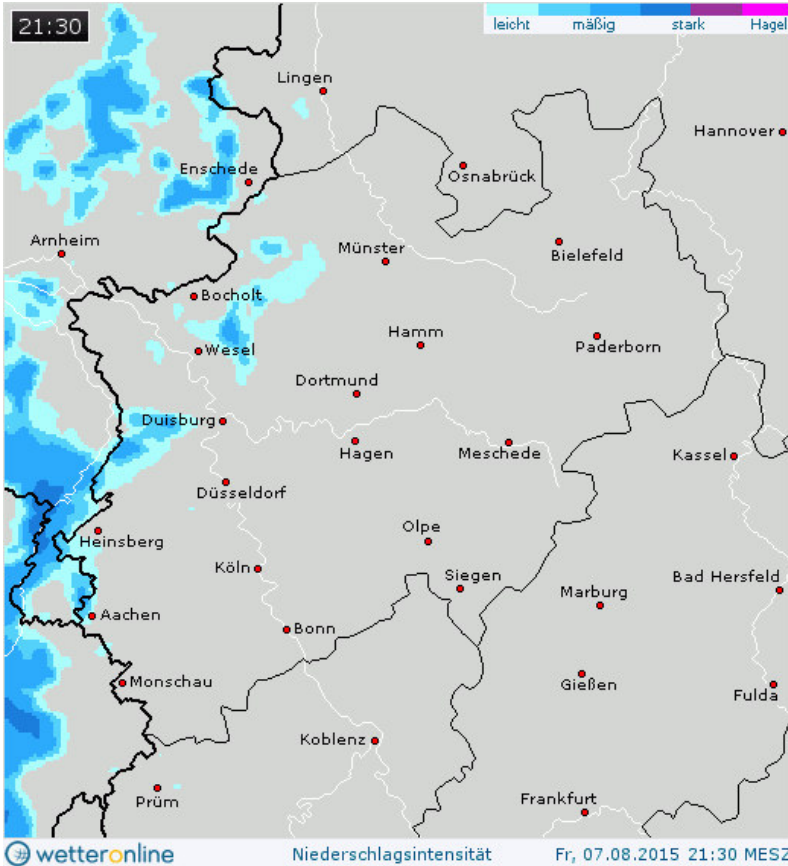 21:30
leicht mäßig stark Hagel
Lingen
Hannover
Osnabrück
Enschede
Arnheim
Münster
Bielefeld
Bocholt
Hamm
Paderborn
Wesel
Dortmund
Duisburg
Hagen
Meschede
Kassel
Düsseldorf
Heinsberg
Olpe
Köln
Siegen
Marburg
Bad Hersfeld
Aachen
Bonn
Monschau
Gießen
Fulda
Koblenz
Prüm
Frankfurt
wetteronline Niederschlagsintensität Fr, 07.08.2015 21:30 MESZ